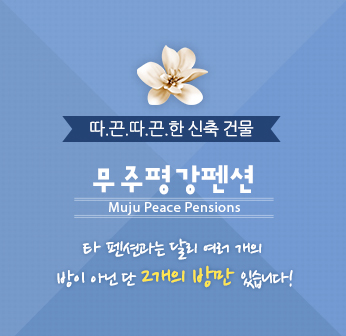 따.끈.따.끈.한 신축 건물
무주평강펜션
Muju Peace Pensions
타 펜션과는 달리 여러 개의
방이 아닌 단 2개의 방만 있습니다!